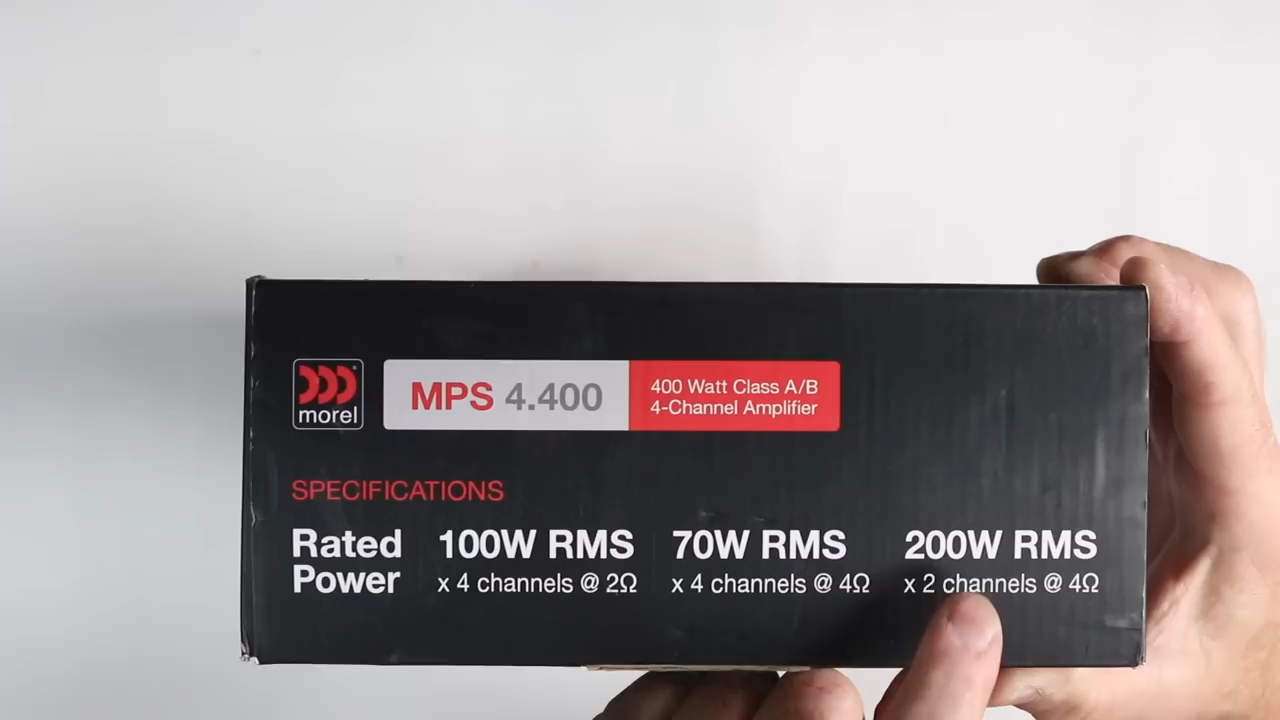 morel
MPS 4.400
400 Watt Class A/B
4-Channel Amplifier
SPECIFICATIONS
Rated Power
100W RMS
x 4 channels @ 2Ω
70W RMS
x 4 channels @ 4Ω
200W RMS
x 2 channels @ 4Ω